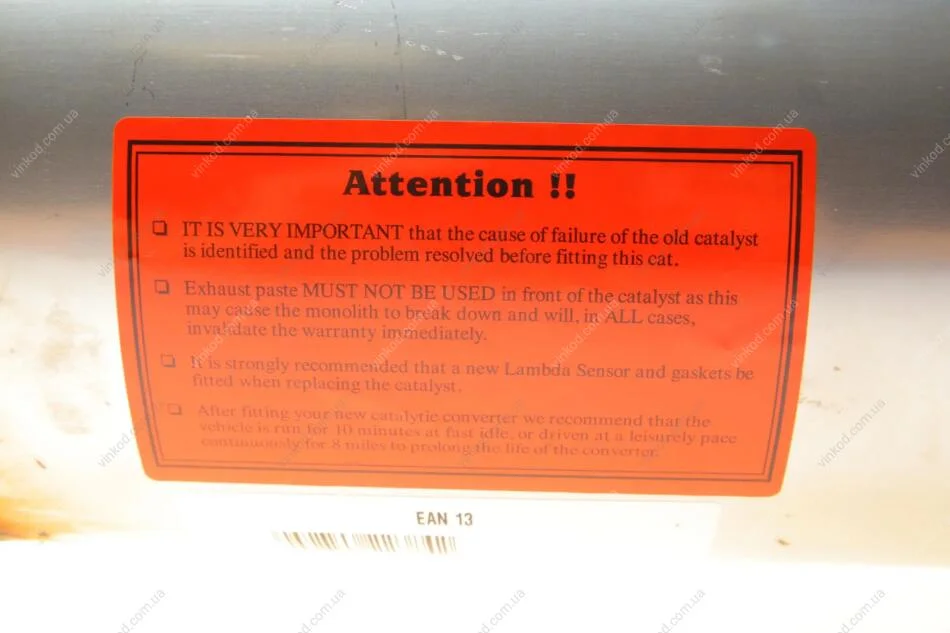 Attention !!
❑ IT IS VERY IMPORTANT that the cause of failure of the old catalyst
is identified and the problem resolved before fitting this cat.
❑ Exhaust paste MUST NOT BE USED in front of the catalyst as this
may cause the monolith to break down and will, in ALL cases,
invalidate the warranty immediately.
❑ It is strongly recommended that a new Lambda Sensor and gaskets be
fitted when replacing the catalyst.
❑ After fitting your new catalytic converter we recommend that the
vehicle is run for 10 minutes at fast idle, or driven at a leisurely pace
continuously for 8 miles to prolong the life of the converter.
EAN 13
vinkod.com.ua